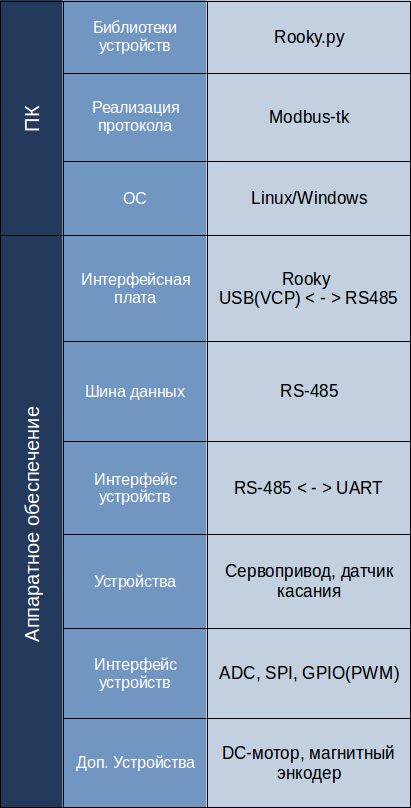 ПК
Библиотеки
устройств
Rooky.py
Реализация
протокола
Modbus-tk
ОС
Linux/Windows
Аппаратное обеспечение
Интерфейсная
плата
Rooky
USB(VCP) < - > RS485
Шина данных
RS-485
Интерфейс
устройств
RS-485 < - > UART
Устройства
Сервопривод, датчик
касания
Интерфейс
устройств
ADC, SPI, GPIO(PWM)
Доп. Устройства
DC-мотор, магнитный
энкодер